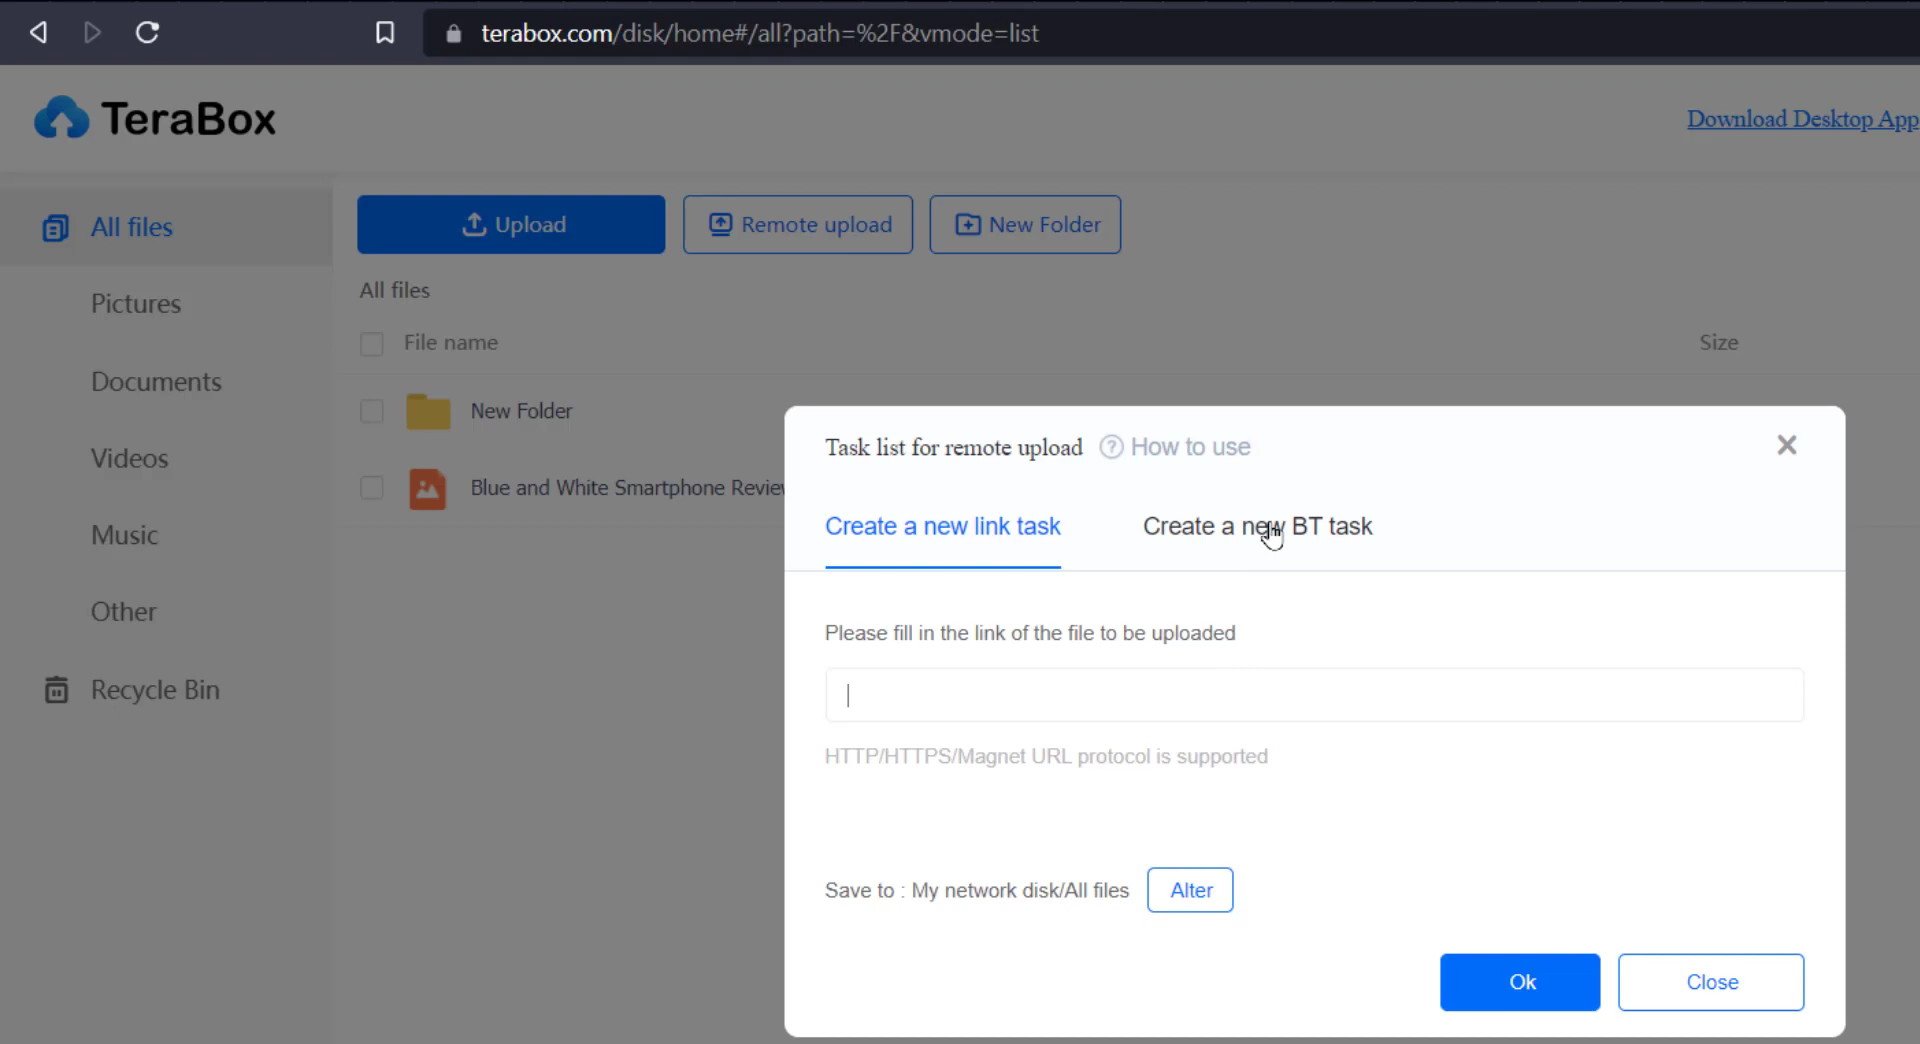 terabox.com/disk/home#/all?path=%2F&vmode=list
TeraBox
Download Desktop App
All files
Pictures
Documents
Videos
Music
Other
Recycle Bin
Upload
Remote upload
New Folder
All files
File name
Size
New Folder
Blue and White Smartphone
Task list for remote upload
? How to use
Create a new link task
Create a new BT task
Please fill in the link of the file to be uploaded
HTTP/HTTPS/Magnet URL protocol is supported
Save to : My network disk/All files
Alter
Ok
Close